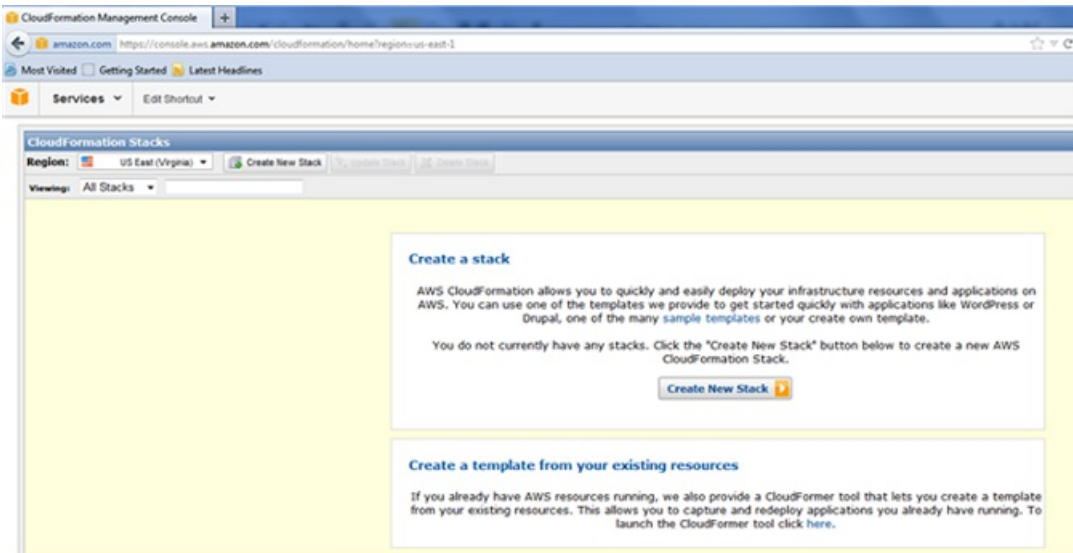 CloudFormation Management Console
+
amazon.com https://console.aws.amazon.com/cloudformation/home?region=us-east-1
Most Visited Getting Started Latest Headlines
Services Edit Shortcut
CloudFormation Stacks
Region: US East (Virginia) Create New Stack Update Stack Delete Stack
Viewing: All Stacks
Create a stack
AWS CloudFormation allows you to quickly and easily deploy your infrastructure resources and applications on
AWS. You can use one of the templates we provide to get started quickly with applications like WordPress or
Drupal, one of the many sample templates or your create own template.
You do not currently have any stacks. Click the "Create New Stack" button below to create a new AWS
CloudFormation Stack.
Create New Stack
Create a template from your existing resources
If you already have AWS resources running, we also provide a CloudFormer tool that lets you create a template
from your existing resources. This allows you to capture and redeploy applications you already have running. To
launch the CloudFormer tool click here.